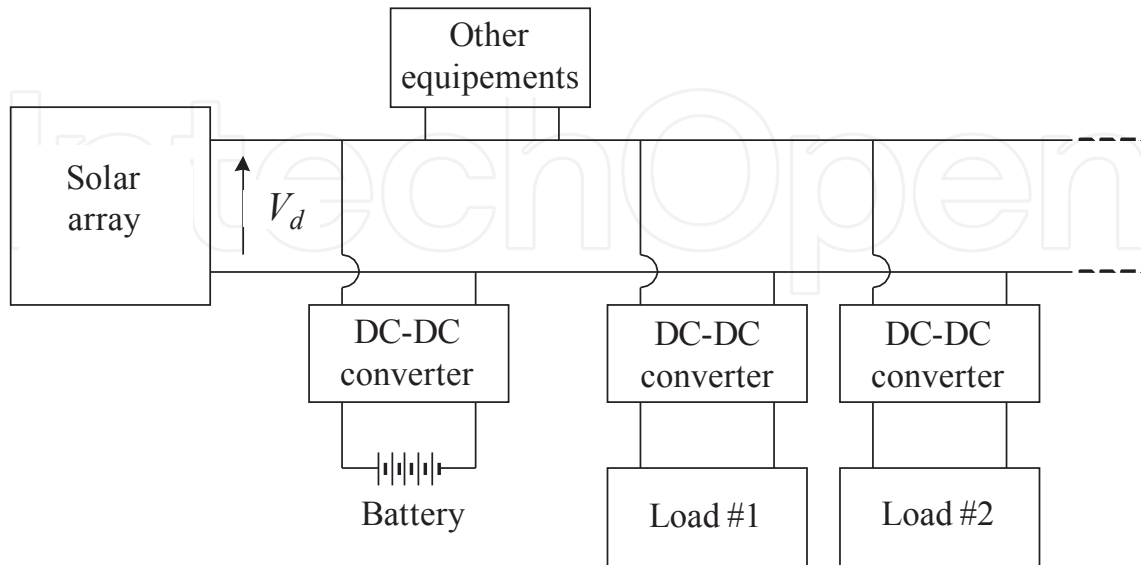 Other
equipements
IntechOpen
Solar
array
V_d
DC-DC
converter
DC-DC
converter
DC-DC
converter
Battery
Load #1
Load #2